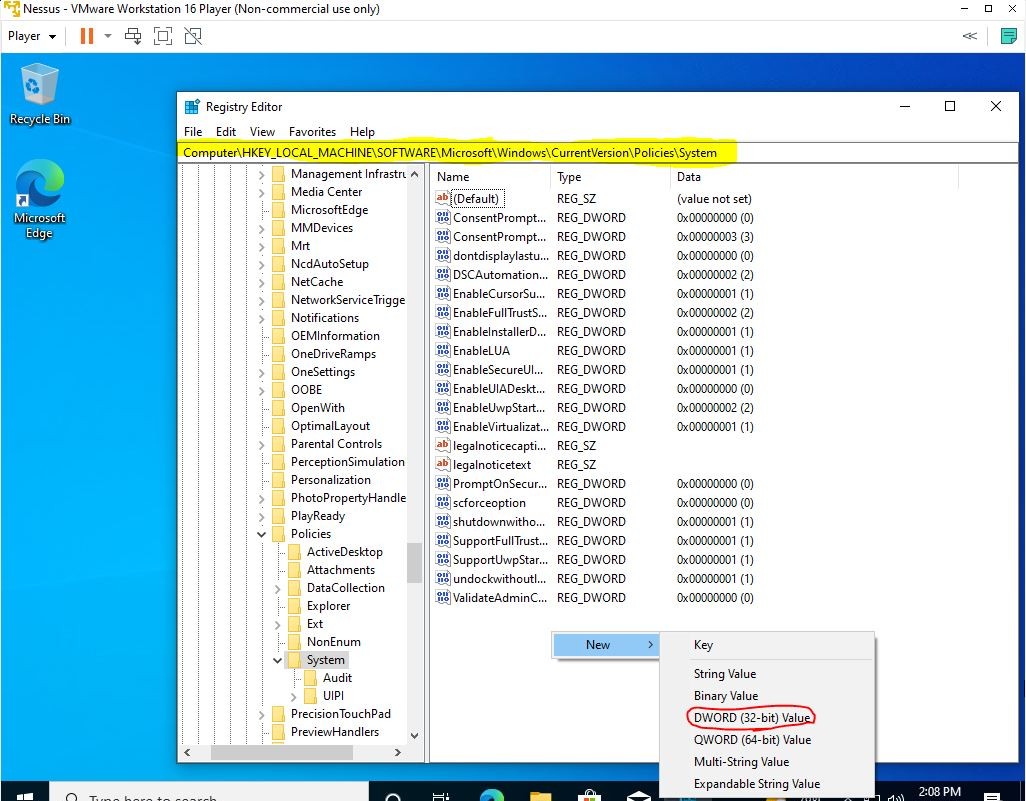 Nessus - VMware Workstation 16 Player (Non-commercial use only)
Player
Recycle Bin
Microsoft
Edge
Registry Editor
File Edit View Favorites Help
Computer\HKEY_LOCAL_MACHINE\SOFTWARE\Microsoft\Windows\CurrentVersion\Policies\System
Management Infrastru
Media Center
MicrosoftEdge
MMDevices
Mrt
NcdAutoSetup
NetCache
NetworkServiceTrigge
Notifications
OEMInformation
OneDriveRamps
OneSettings
OOBE
OpenWith
OptimalLayout
Parental Controls
PerceptionSimulation
Personalization
PhotoPropertyHandle
PlayReady
Policies
ActiveDesktop
Attachments
DataCollection
Explorer
Ext
NonEnum
System
Audit
UIPI
PrecisionTouchPad
PreviewHandlers
Name Type Data
(Default) REG_SZ (value not set)
ConsentPrompt... REG_DWORD 0x00000000 (0)
ConsentPrompt... REG_DWORD 0x00000003 (3)
dontdisplaylastu... REG_DWORD 0x00000000 (0)
DSCAutomation... REG_DWORD 0x00000002 (2)
EnableCursorSu... REG_DWORD 0x00000001 (1)
EnableFullTrustS... REG_DWORD 0x00000002 (2)
EnableInstallerD... REG_DWORD 0x00000001 (1)
EnableLUA REG_DWORD 0x00000001 (1)
EnableSecureUI... REG_DWORD 0x00000001 (1)
EnableUIADeskt... REG_DWORD 0x00000000 (0)
EnableUwpStart... REG_DWORD 0x00000002 (2)
EnableVirtualizat... REG_DWORD 0x00000001 (1)
legalnoticecapti... REG_SZ
legalnoticetext REG_SZ
PromptOnSecur... REG_DWORD 0x00000000 (0)
scforceoption REG_DWORD 0x00000000 (0)
shutdownwitho... REG_DWORD 0x00000001 (1)
SupportFullTrust... REG_DWORD 0x00000001 (1)
SupportUwpStar... REG_DWORD 0x00000001 (1)
undockwithoutl... REG_DWORD 0x00000001 (1)
ValidateAdminC... REG_DWORD 0x00000000 (0)
New
Key
String Value
Binary Value
DWORD (32-bit) Value
QWORD (64-bit) Value
Multi-String Value
Expandable String Value
Type here to search
2:08 PM